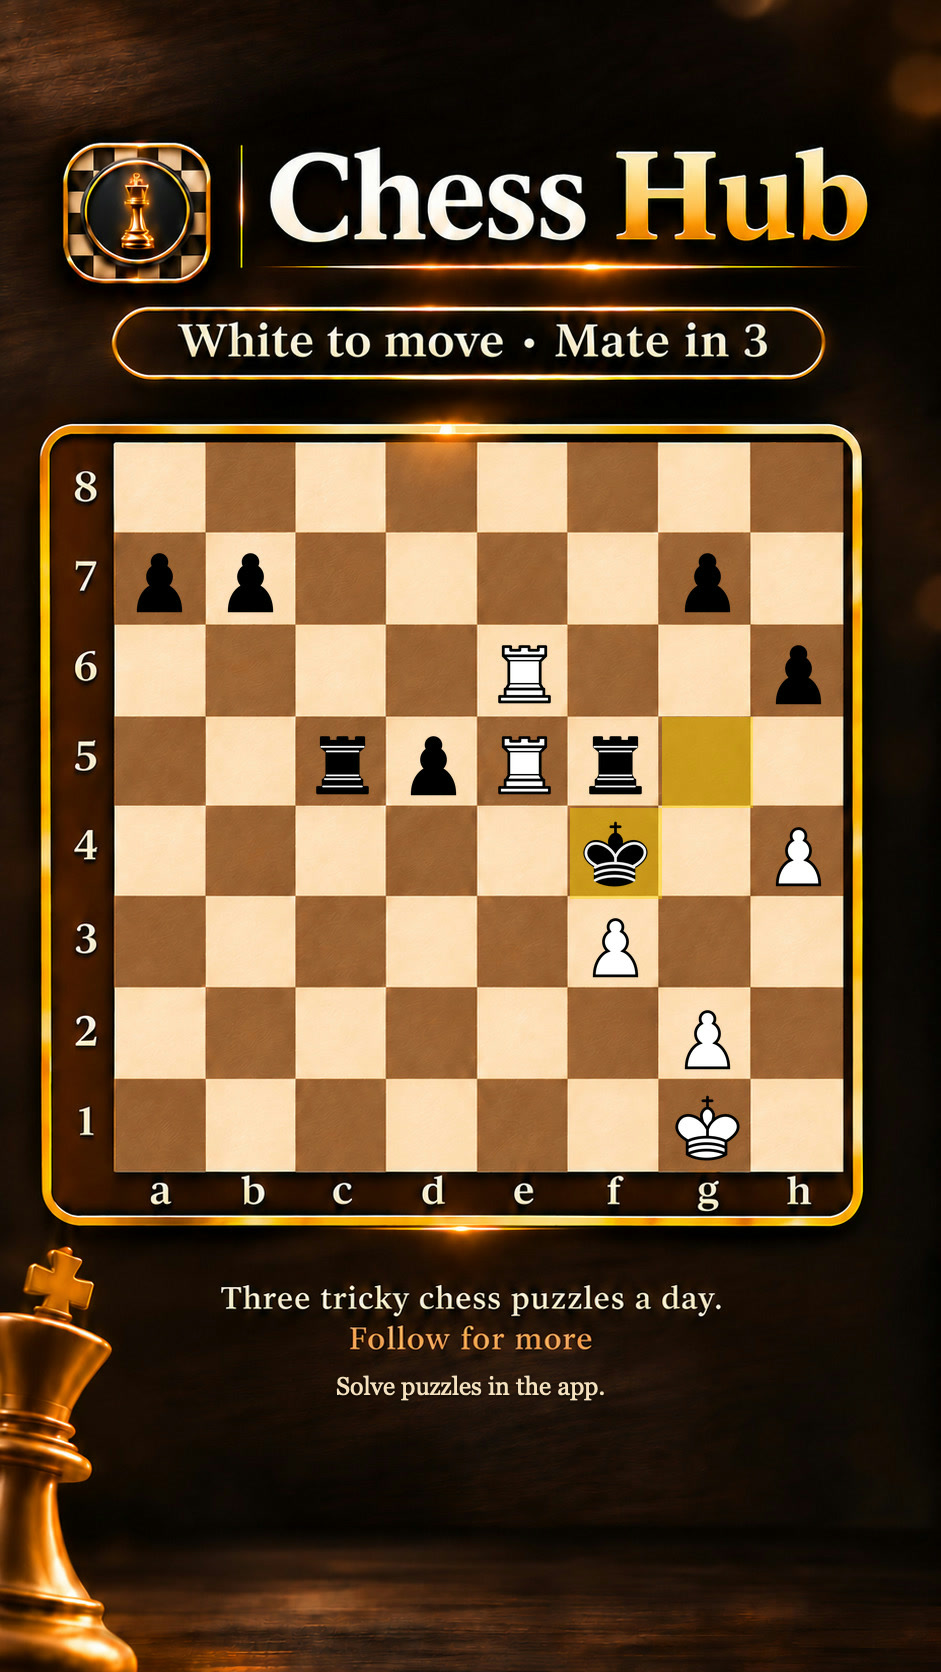 Chess Hub
White to move • Mate in 3
8
7
6
5
4
3
2
1
a b c d e f g h
Three tricky chess puzzles a day.
Follow for more
Solve puzzles in the app.